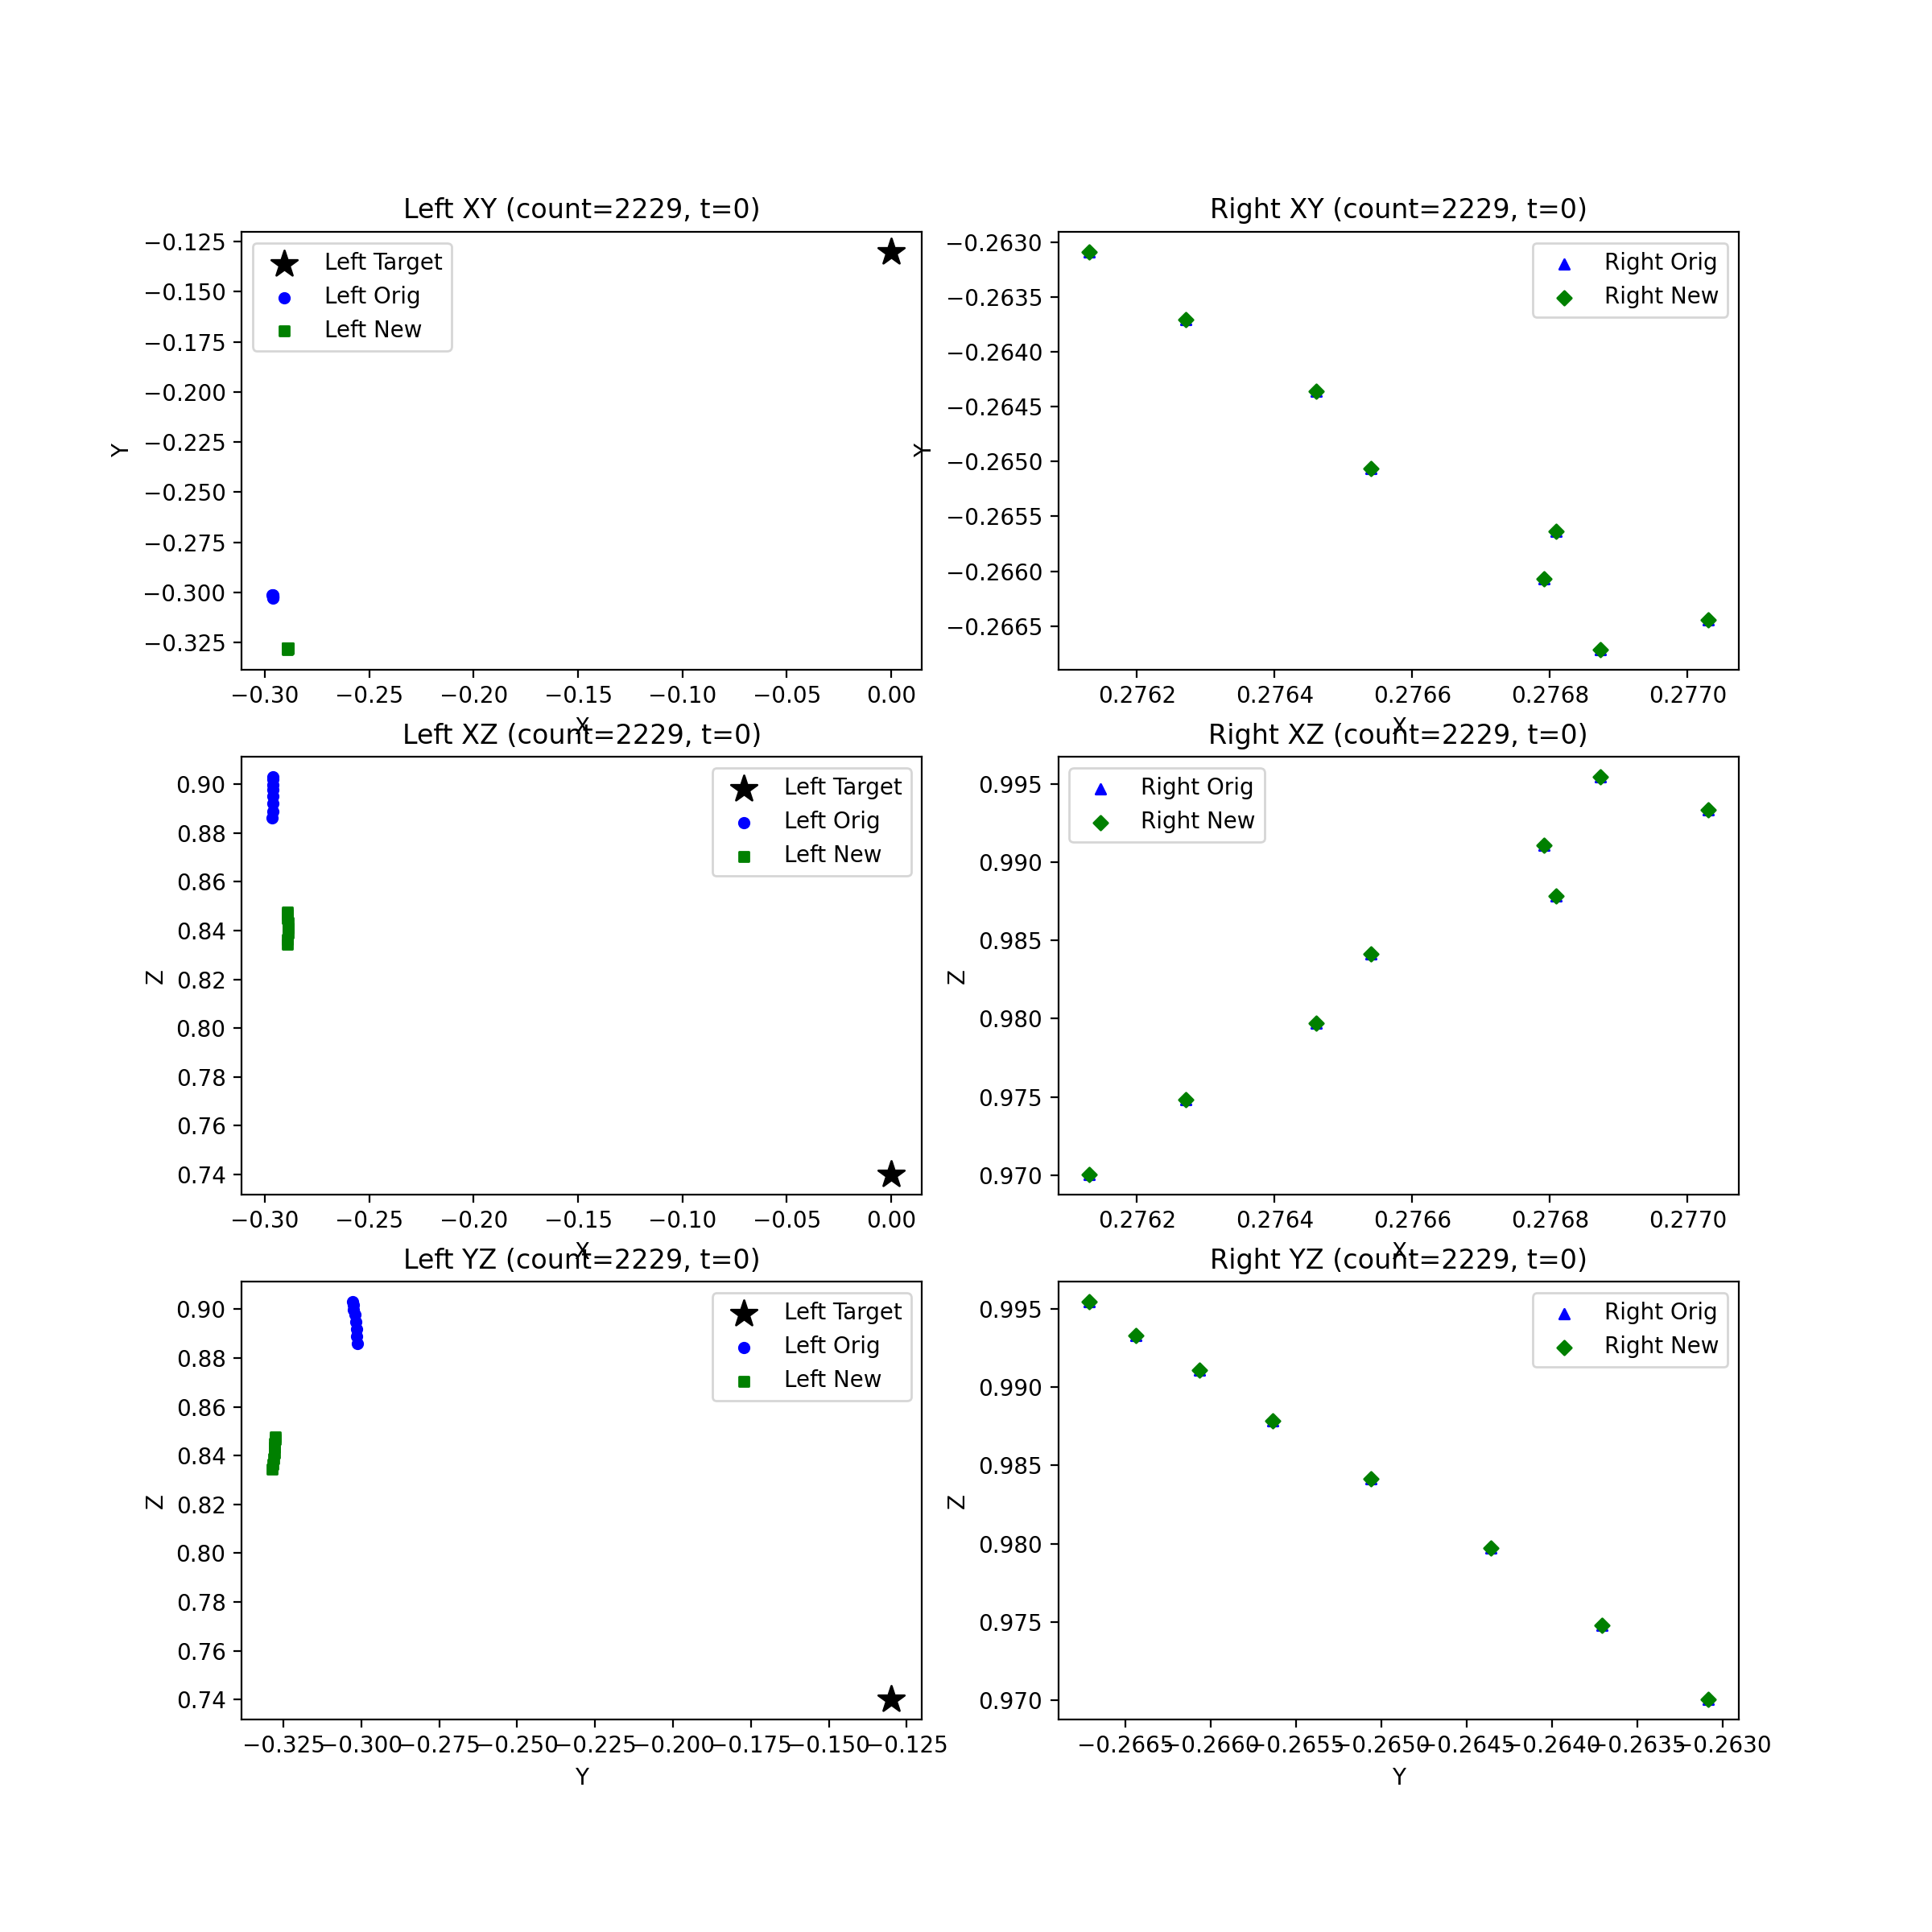 Left XY (count=2229, t=0)
−0.125
−0.150
−0.175
−0.200
−0.225
−0.250
−0.275
−0.300
−0.325
Y
Left Target
Left Orig
Left New
−0.30 −0.25 −0.20 −0.15 −0.10 −0.05 0.00
X
Right XY (count=2229, t=0)
−0.2630
−0.2635
−0.2640
−0.2645
−0.2650
−0.2655
−0.2660
−0.2665
Y
Right Orig
Right New
0.2762 0.2764 0.2766 0.2768 0.2770
X
Left XZ (count=2229, t=0)
0.90
0.88
0.86
0.84
0.82
0.80
0.78
0.76
0.74
Z
Left Target
Left Orig
Left New
−0.30 −0.25 −0.20 −0.15 −0.10 −0.05 0.00
X
Right XZ (count=2229, t=0)
0.995
0.990
0.985
0.980
0.975
0.970
Z
Right Orig
Right New
0.2762 0.2764 0.2766 0.2768 0.2770
X
Left YZ (count=2229, t=0)
0.90
0.88
0.86
0.84
0.82
0.80
0.78
0.76
0.74
Z
Left Target
Left Orig
Left New
−0.325 −0.300 −0.275 −0.250 −0.225 −0.200 −0.175 −0.150 −0.125
Y
Right YZ (count=2229, t=0)
0.995
0.990
0.985
0.980
0.975
0.970
Z
Right Orig
Right New
−0.2665 −0.2660 −0.2655 −0.2650 −0.2645 −0.2640 −0.2635 −0.2630
Y